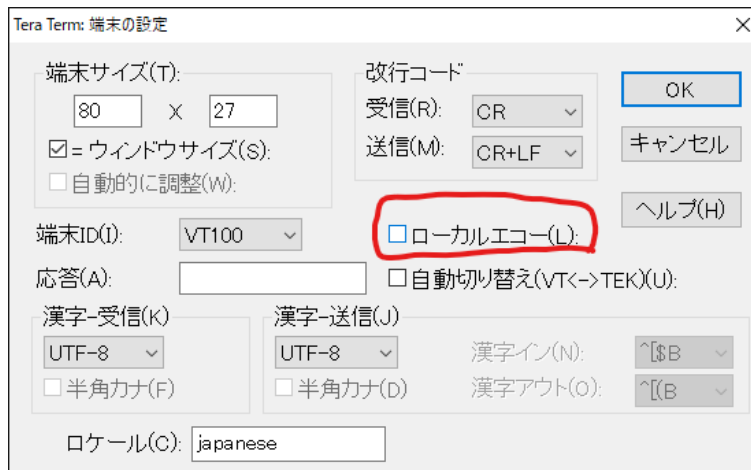 Tera Term: 端末の設定
端末サイズ(T):
80 X 27
=ウィンドウサイズ(S):
自動的に調整(W):
改行コード
受信(R): CR
送信(M): CR+LF
OK
キャンセル
ヘルプ(H)
端末ID(I): VT100
ローカルエコー(L):
応答(A):
自動切り替え(VT<->TEK)(U):
漢字-受信(K)
UTF-8
半角カナ(F)
漢字-送信(J)
UTF-8
半角カナ(D)
漢字イン(N): ^[$B
漢字アウト(O): ^[(B
ロケール(C): japanese